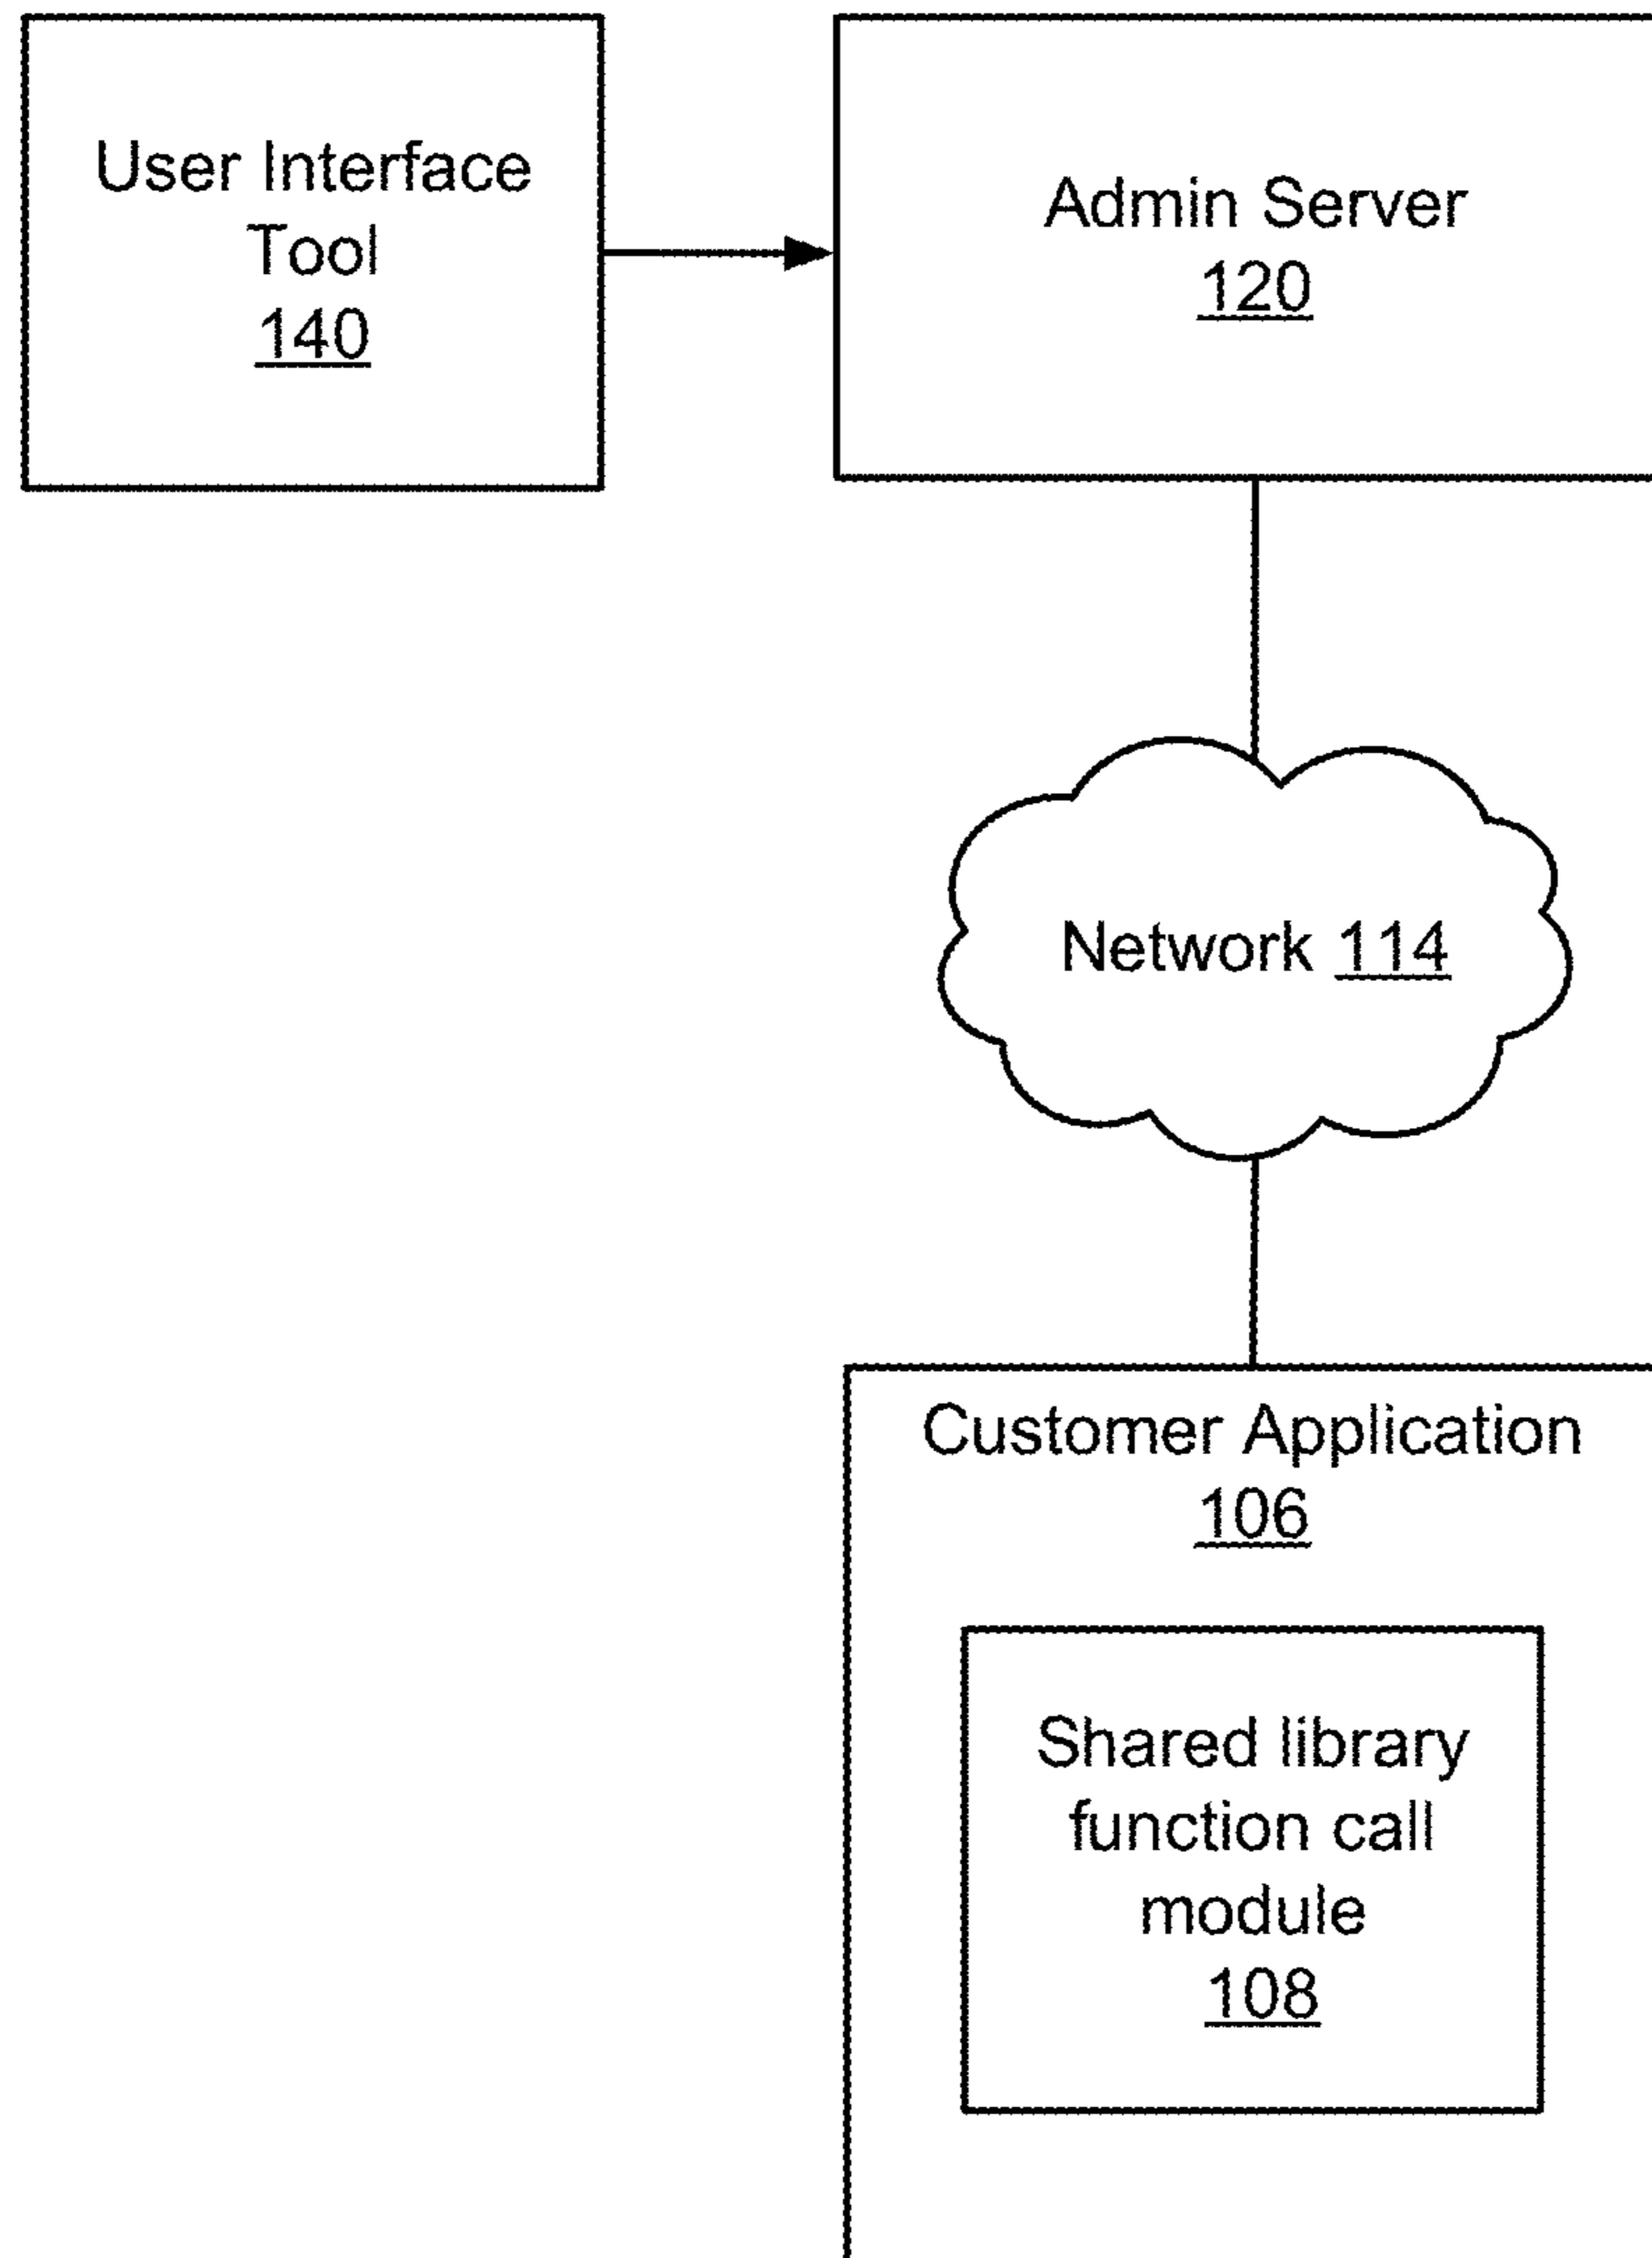 User Interface
Tool
140
Admin Server
120
Network 114
Customer Application
106
Shared library
function call
module
108